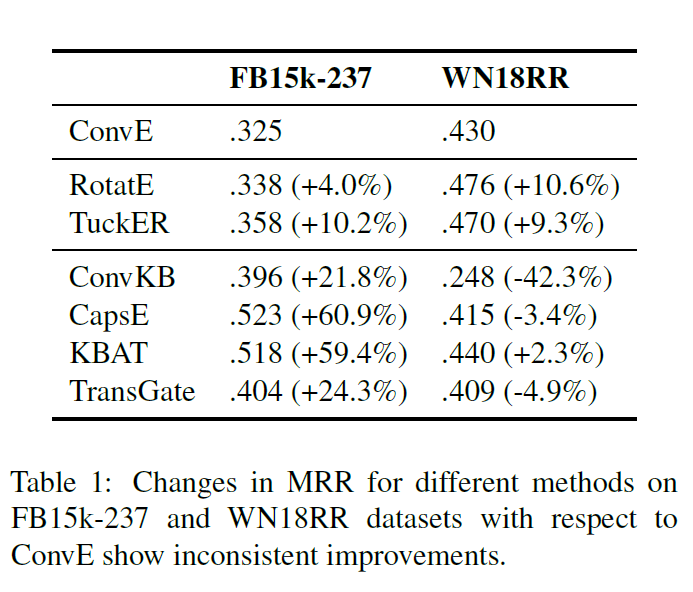 FB15k-237 WN18RR
ConvE .325 .430
RotatE .338 (+4.0%) .476 (+10.6%)
TuckER .358 (+10.2%) .470 (+9.3%)
ConvKB .396 (+21.8%) .248 (-42.3%)
CapsE .523 (+60.9%) .415 (-3.4%)
KBAT .518 (+59.4%) .440 (+2.3%)
TransGate .404 (+24.3%) .409 (-4.9%)
Table 1: Changes in MRR for different methods on
FB15k-237 and WN18RR datasets with respect to
ConvE show inconsistent improvements.